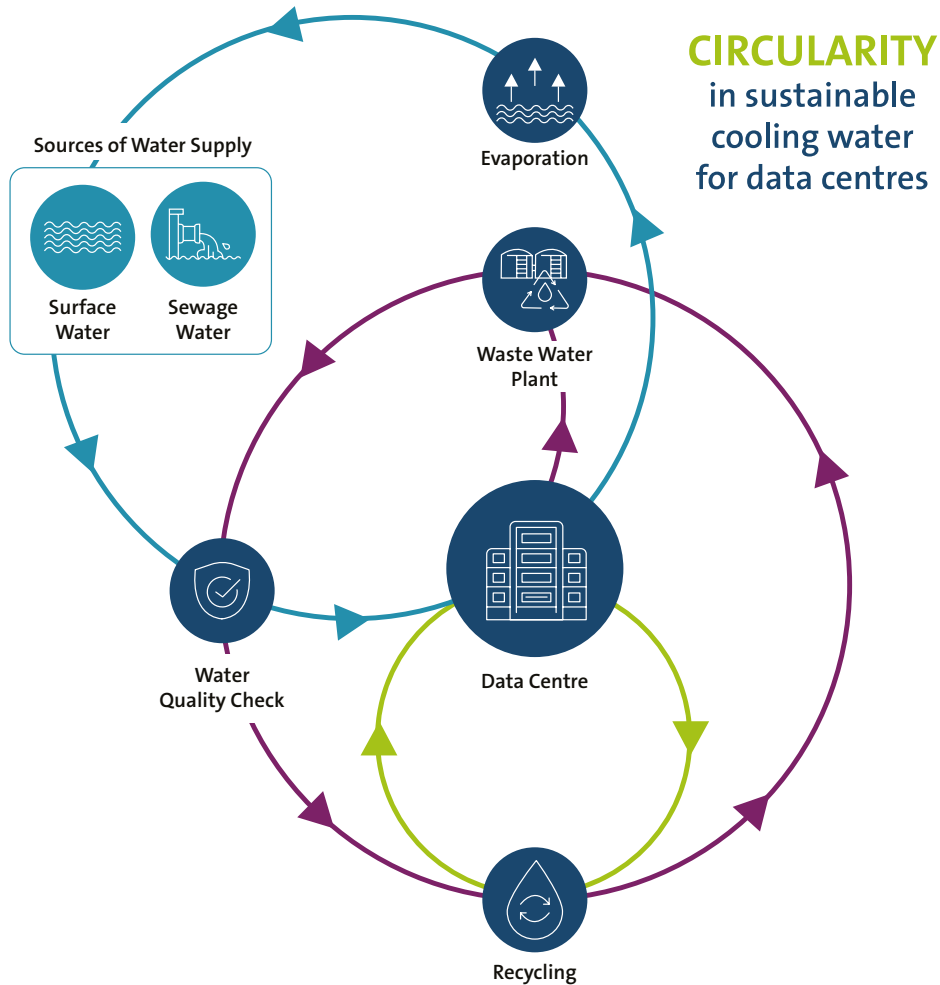 CIRCULARITY
in sustainable
cooling water
for data centres
Evaporation
Sources of Water Supply
Surface
Water
Sewage
Water
Waste Water
Plant
Water
Quality Check
Data Centre
Recycling